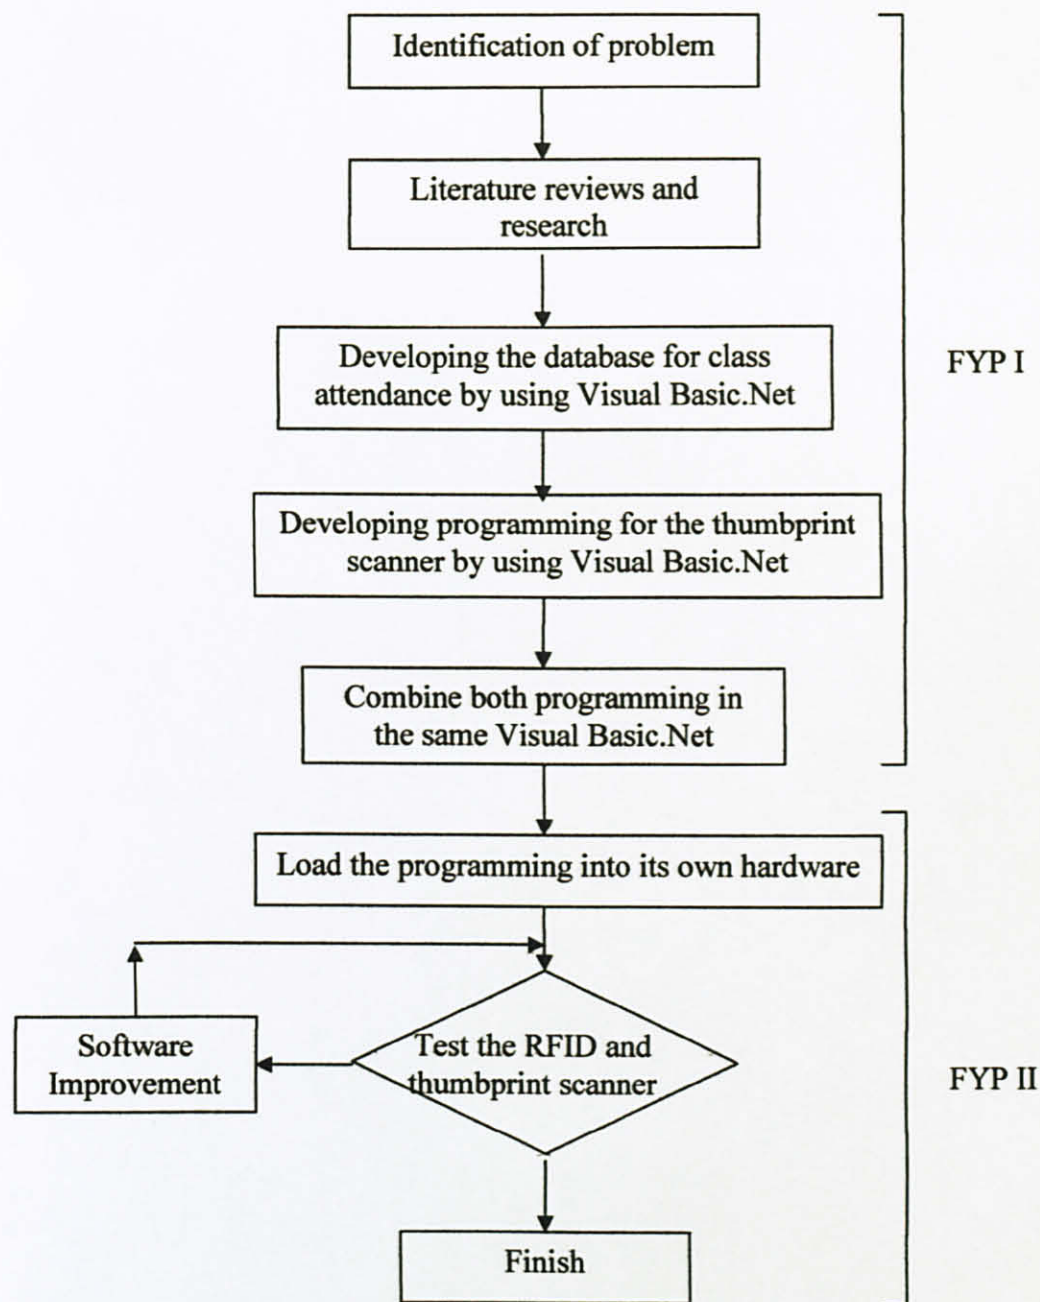 Identification of problem
Literature reviews and
research
Developing the database for class
attendance by using Visual Basic.Net
FYP I
Developing programming for the thumbprint
scanner by using Visual Basic.Net
Combine both programming in
the same Visual Basic.Net
Load the programming into its own hardware
Software
Improvement
Test the RFID and
thumbprint scanner
FYP II
Finish